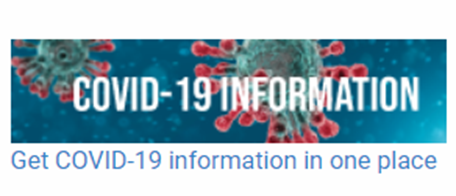 COVID-19 INFORMATION
Get COVID-19 information in one place